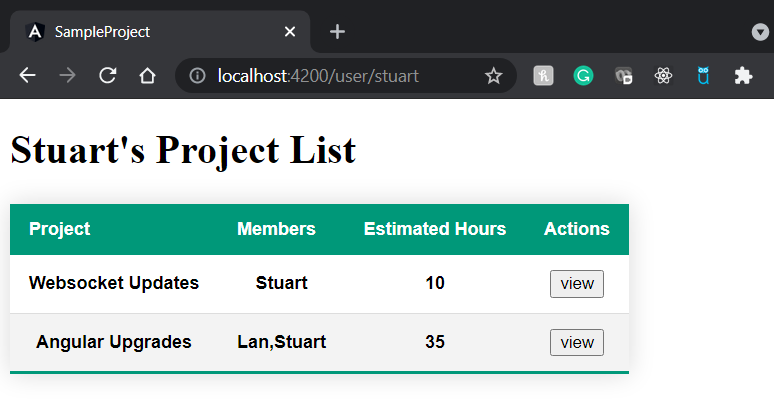 SampleProject
localhost:4200/user/stuart
Stuart's Project List
Project Members Estimated Hours Actions
Websocket Updates Stuart 10 view
Angular Upgrades Lan,Stuart 35 view